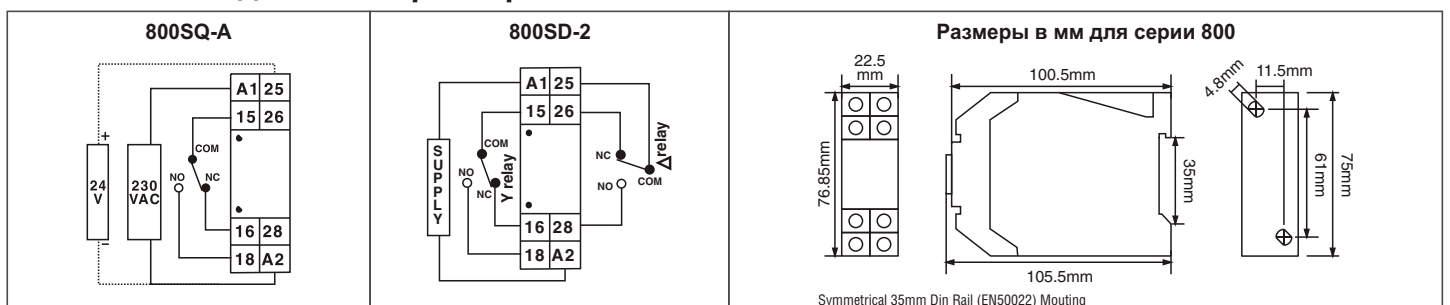 800SQ-A
A1 25
15 26
+
COM
NO
NC
24 V
230 VAC
–
16 28
18 A2
800SD-2
A1 25
15 26
SUPPLY
COM
NO
NC
Y relay
NC
NO
COM
Δrelay
16 28
18 A2
Размеры в мм для серии 800
22.5 mm
76.85mm
100.5mm
35mm
105.5mm
4.8mm
11.5mm
61mm
75mm
Symmetrical 35mm Din Rail (EN50022) Mouting